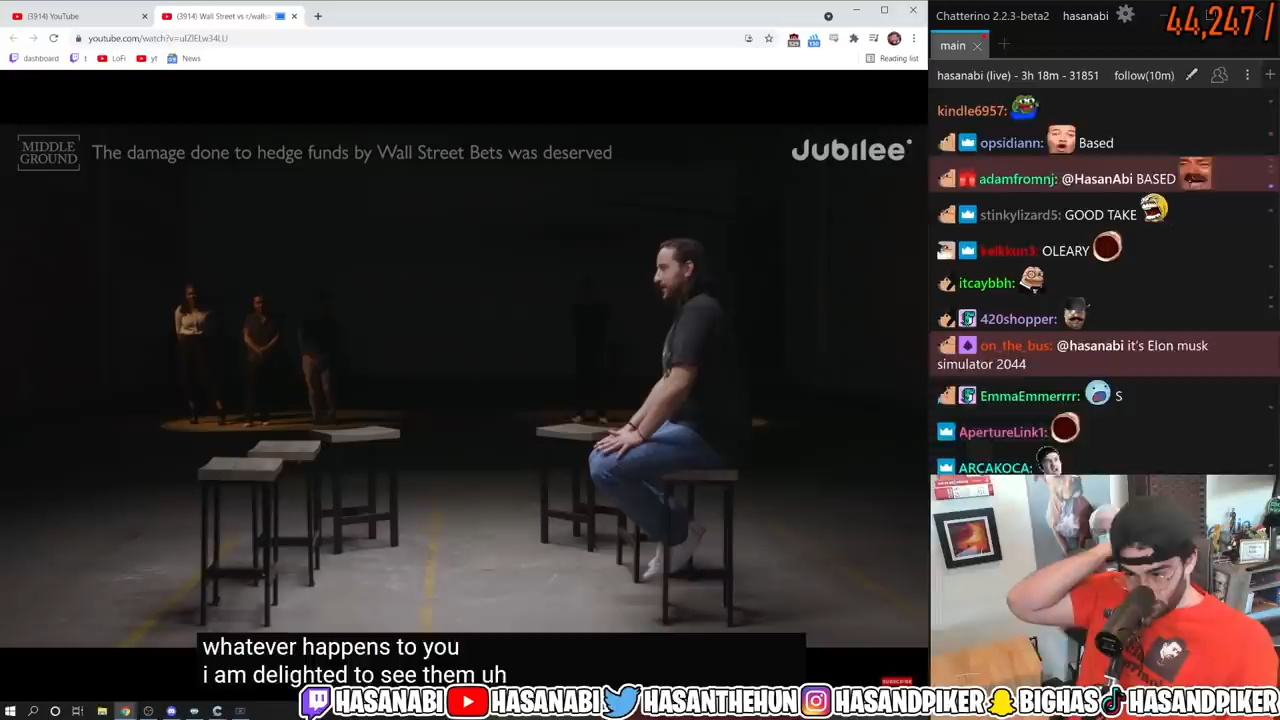 (3914) YouTube
(3914) Wall Street vs r/walls
Chatterino 2.2.3-beta2
hasanabi
44,247 /
youtube.com/watch?v=uIZlELw34LU
main
dashboard
t
LoFi
yt
News
Reading list
hasanabi (live) - 3h 18m - 31851
follow(10m)
MIDDLE
GROUND
The damage done to hedge funds by Wall Street Bets was deserved
Jubilee
kindle6957:
opsidiann: Based
adamfromnj: @HasanAbi BASED
stinkylizard5: GOOD TAKE
kelkkun3: OLEARY
itcaybbh:
420shopper:
on_the_bus: @hasanabi it's Elon musk
simulator 2044
EmmaEmmerrrr: S
ApertureLink1:
ARCAKOCA:
whatever happens to you
i am delighted to see them uh
SUBSCRIBE
HASANABI HASANABI HASANTHEHUN HASANDPIKER BIGHAS HASANDPIKER